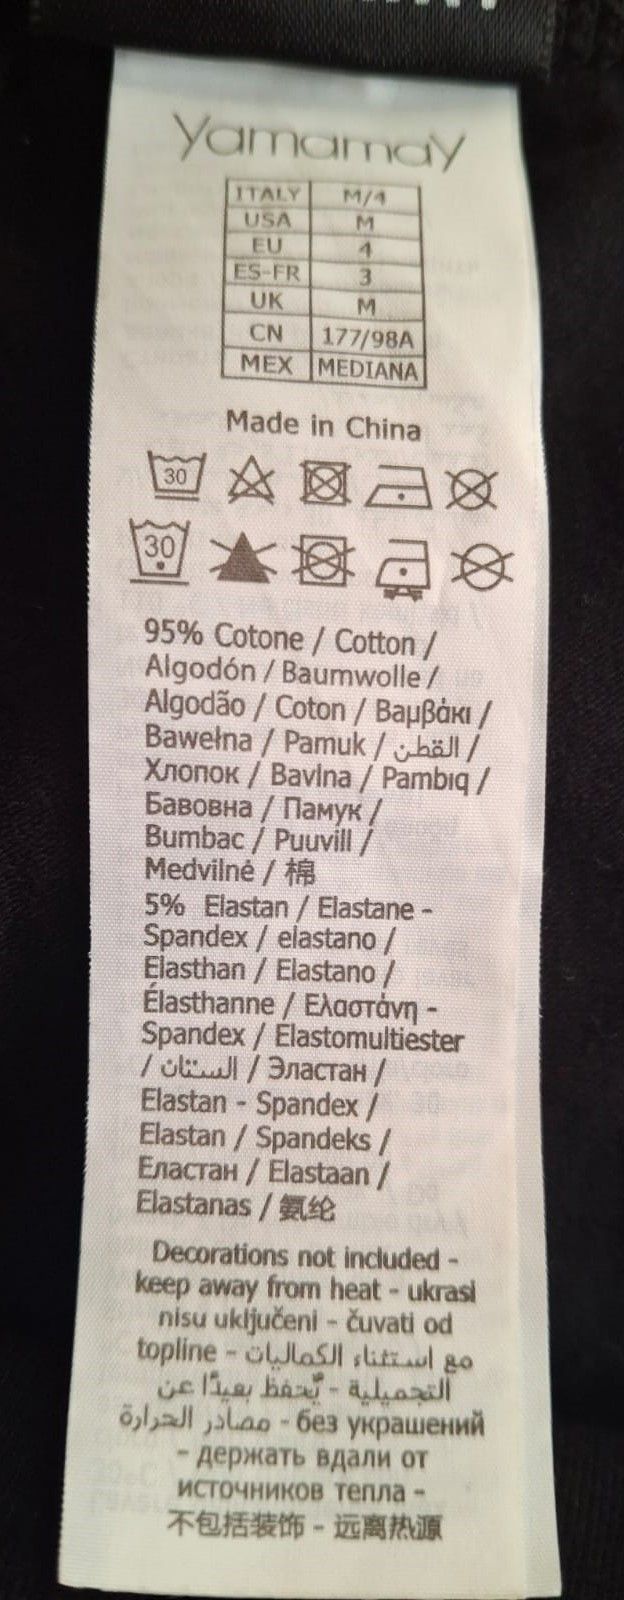 yamamay
ITALY M/4
USA M
EU 4
ES-FR 3
UK M
CN 177/98A
MEX MEDIANA
Made in China
30
30
95% Cotone / Cotton /
Algodón / Baumwolle /
Algodão / Coton / Βαμβάκι /
Bawełna / Pamuk / القطن /
Хлопок / Bavlna / Pambıq /
Бавовна / Памук /
Bumbac / Puuvill /
Medvilnė / 棉
5% Elastan / Elastane -
Spandex / elastano /
Elasthan / Elastano /
Élasthanne / Ελαστάνη -
Spandex / Elastomultiester
/ الستان / Эластан /
Elastan - Spandex /
Elastan / Spandeks /
Еластан / Elastaan /
Elastanas / 氨纶
Decorations not included -
keep away from heat - ukrasi
nisu uključeni - čuvati od
topline - مع استثناء الكماليات
التجميلية - يُحفظ بعيدًا عن
مصادر الحرارة - без украшений
- держать вдали от
источников тепла -
不包括装饰 - 远离热源